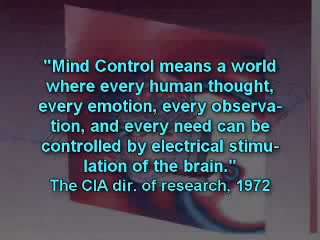 "Mind Control means a world
where every human thought,
every emotion, every observa-
tion, and every need can be
controlled by electrical stimu-
lation of the brain."
The CIA dir. of research, 1972